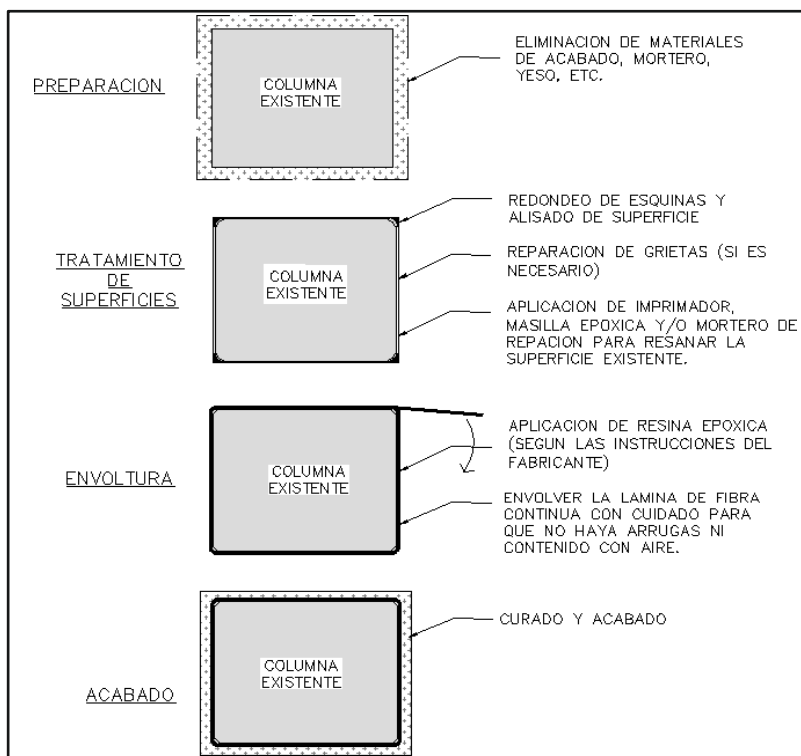 PREPARACION
COLUMNA
EXISTENTE
ELIMINACION DE MATERIALES
DE ACABADO, MORTERO,
YESO, ETC.
TRATAMIENTO
DE
SUPERFICIES
COLUMNA
EXISTENTE
REDONDEO DE ESQUINAS Y
ALISADO DE SUPERFICIE
REPARACION DE GRIETAS (SI ES
NECESARIO)
APLICACION DE IMPRIMADOR,
MASILLA EPOXICA Y/O MORTERO DE
REPACION PARA RESANAR LA
SUPERFICIE EXISTENTE.
ENVOLTURA
COLUMNA
EXISTENTE
APLICACION DE RESINA EPOXICA
(SEGUN LAS INSTRUCCIONES DEL
FABRICANTE)
ENVOLVER LA LAMINA DE FIBRA
CONTINUA CON CUIDADO PARA
QUE NO HAYA ARRUGAS NI
CONTENIDO CON AIRE.
ACABADO
COLUMNA
EXISTENTE
CURADO Y ACABADO